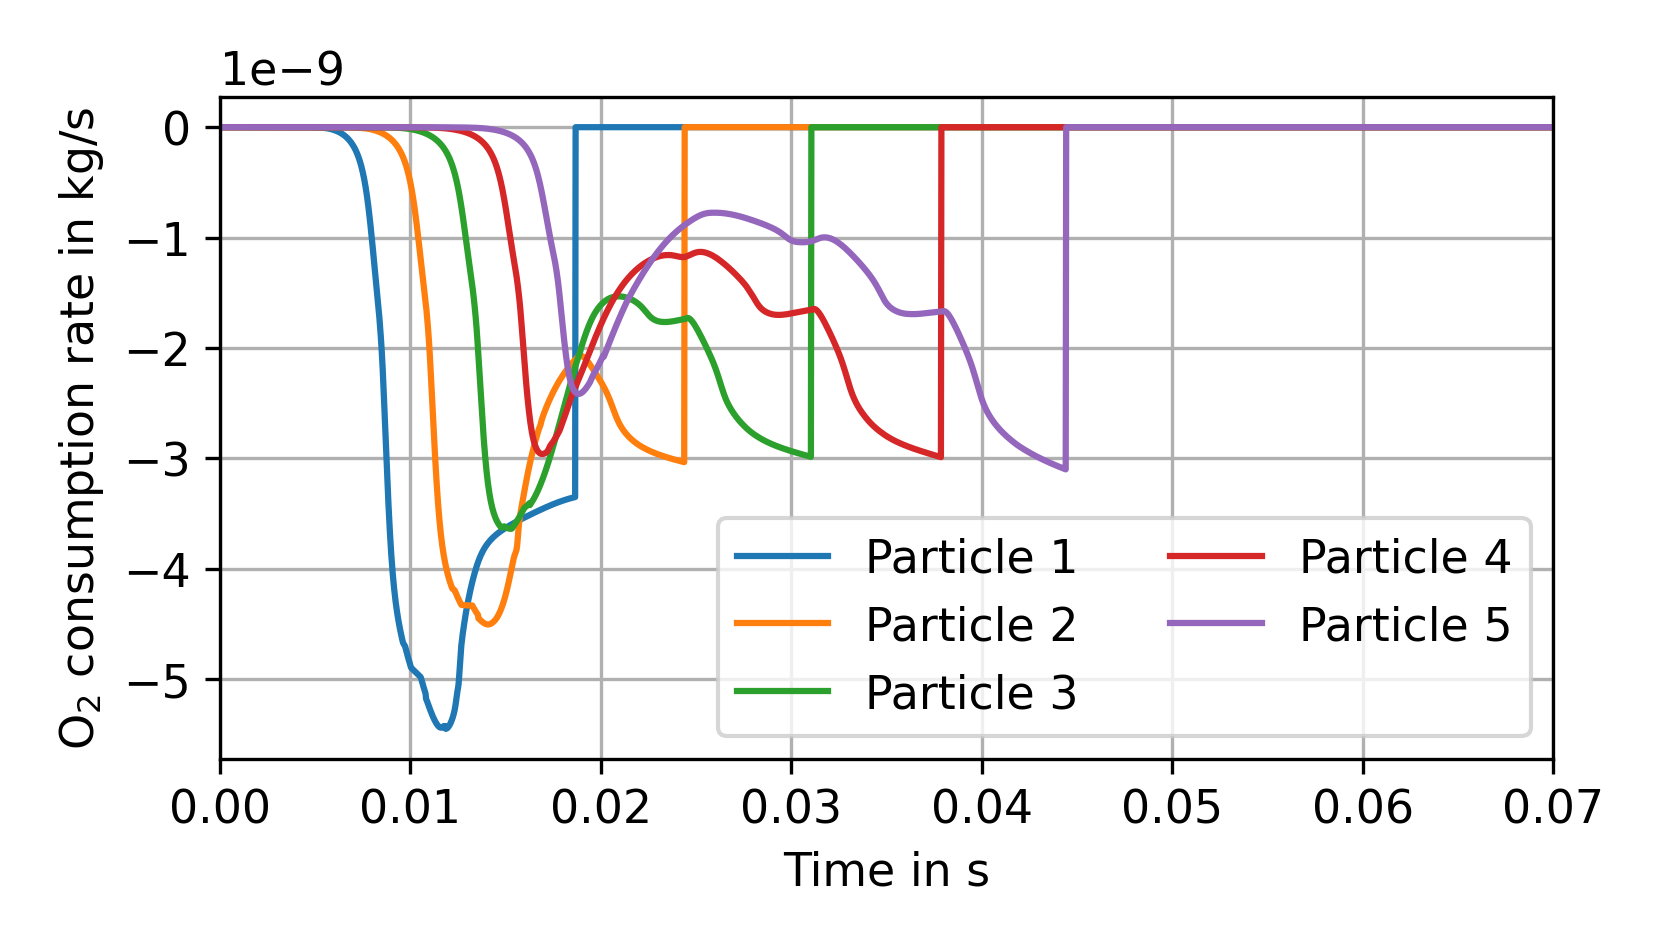 1e−9
O₂ consumption rate in kg/s
0
−1
−2
−3
−4
−5
Particle 1
Particle 2
Particle 3
Particle 4
Particle 5
0.00 0.01 0.02 0.03 0.04 0.05 0.06 0.07
Time in s